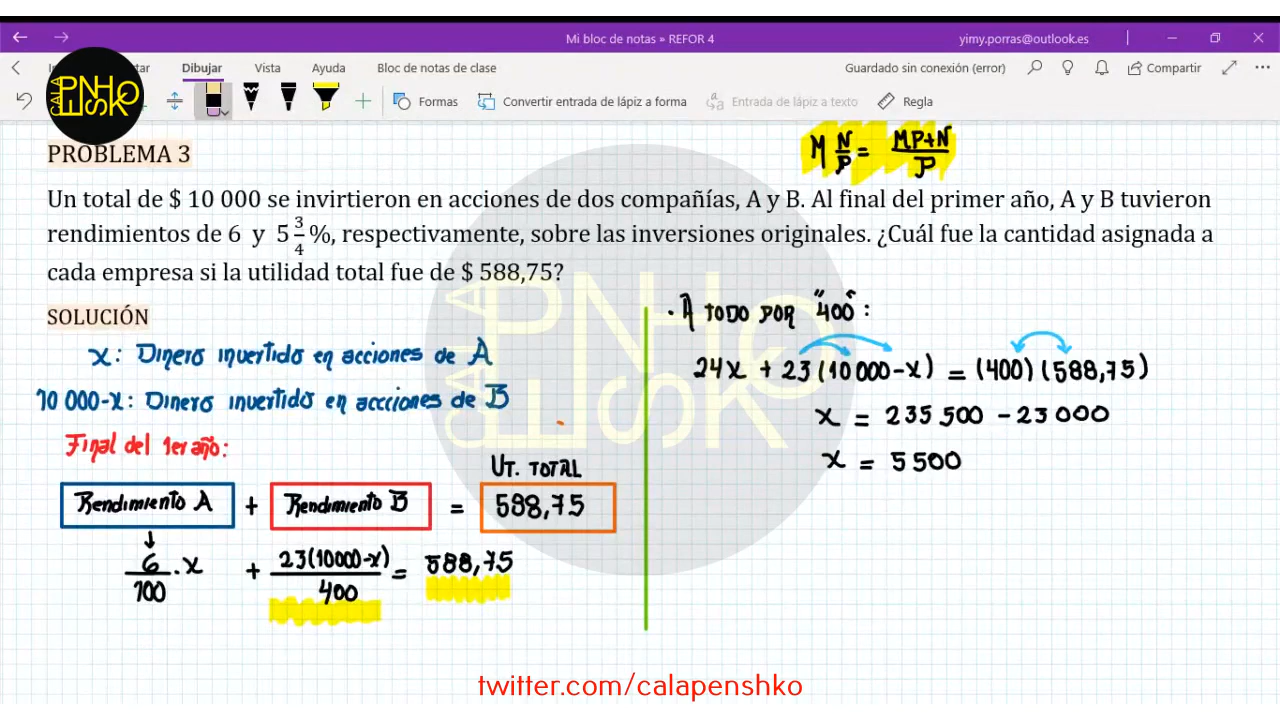 Mi bloc de notas » REFOR 4
yimy.porras@outlook.es
Dibujar Vista Ayuda Bloc de notas de clase
Guardado sin conexión (error) Compartir
Formas Convertir entrada de lápiz a forma Entrada de lápiz a texto Regla
CALAPENSHKO
PROBLEMA 3
M N/P = MP+N/P
Un total de $ 10 000 se invirtieron en acciones de dos compañías, A y B. Al final del primer año, A y B tuvieron
rendimientos de 6 y 5 3/4 %, respectivamente, sobre las inversiones originales. ¿Cuál fue la cantidad asignada a
cada empresa si la utilidad total fue de $ 588,75?
SOLUCIÓN
x: Dinero invertido en acciones de A
10 000-x: Dinero invertido en acciones de B
Final del 1er año:
UT. TOTAL
Rendimiento A + Rendimiento B = 588,75
6/100 . x + 23(10000-x)/400 = 588,75
. A TODO POR "400":
24x + 23(10 000-x) = (400)(588,75)
x = 235 500 - 23 000
x = 5 500
twitter.com/calapenshko